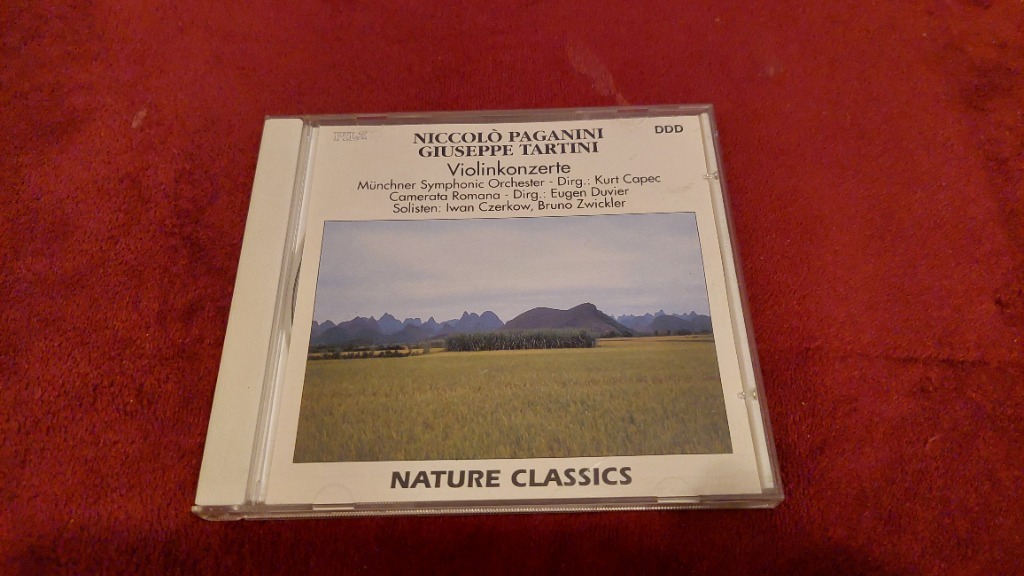 PILZ
NICCOLÒ PAGANINI
GIUSEPPE TARTINI
DDD
Violinkonzerte
Münchner Symphonic Orchester - Dirg.: Kurt Capec
Camerata Romana - Dirg.: Eugen Duvier
Solisten: Iwan Czerkow, Bruno Zwickler
NATURE CLASSICS